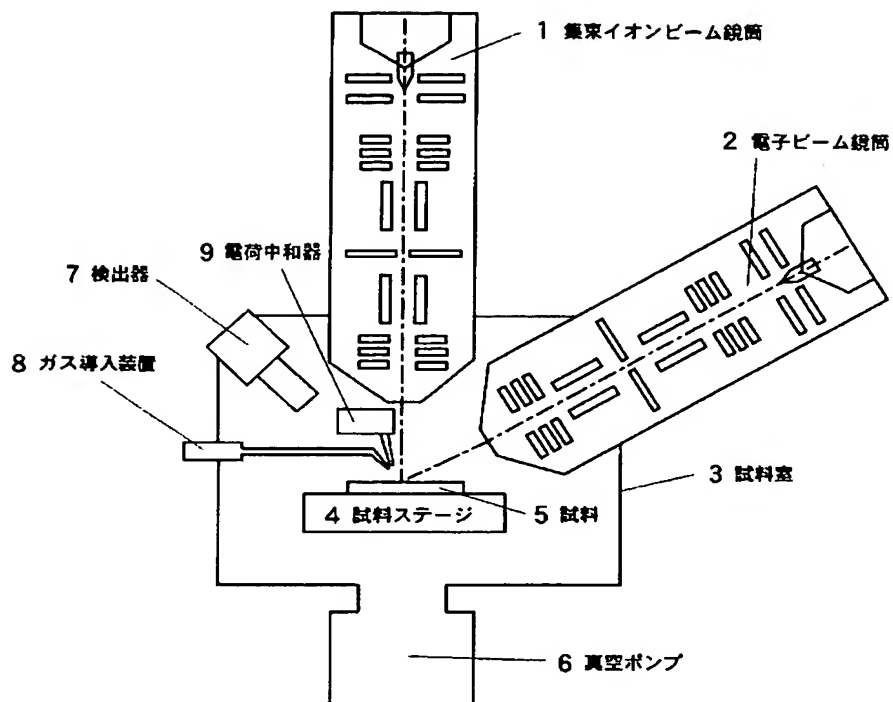 1 集束イオンビーム鏡筒
2 電子ビーム鏡筒
9 電荷中和器
7 検出器
8 ガス導入装置
3 試料室
4 試料ステージ
5 試料
6 真空ポンプ